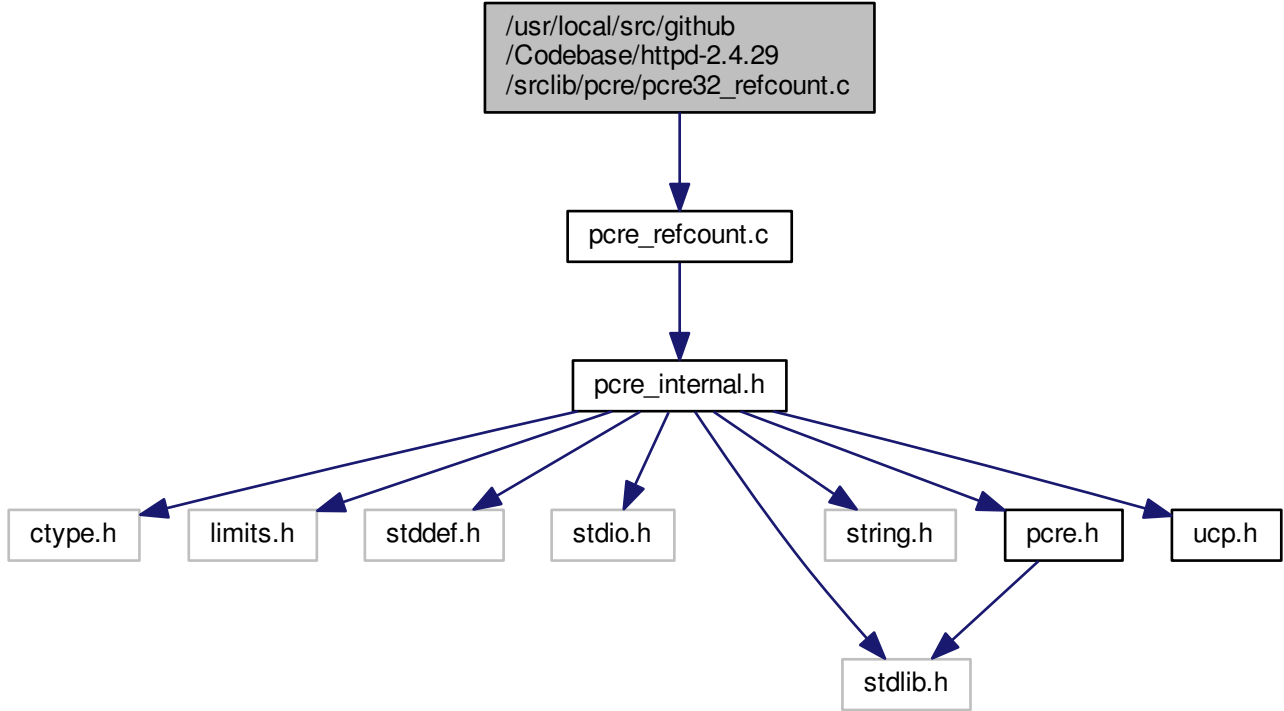 /usr/local/src/github
/Codebase/httpd-2.4.29
/srclib/pcre/pcre32_refcount.c
pcre_refcount.c
pcre_internal.h
ctype.h
limits.h
stddef.h
stdio.h
string.h
pcre.h
ucp.h
stdlib.h